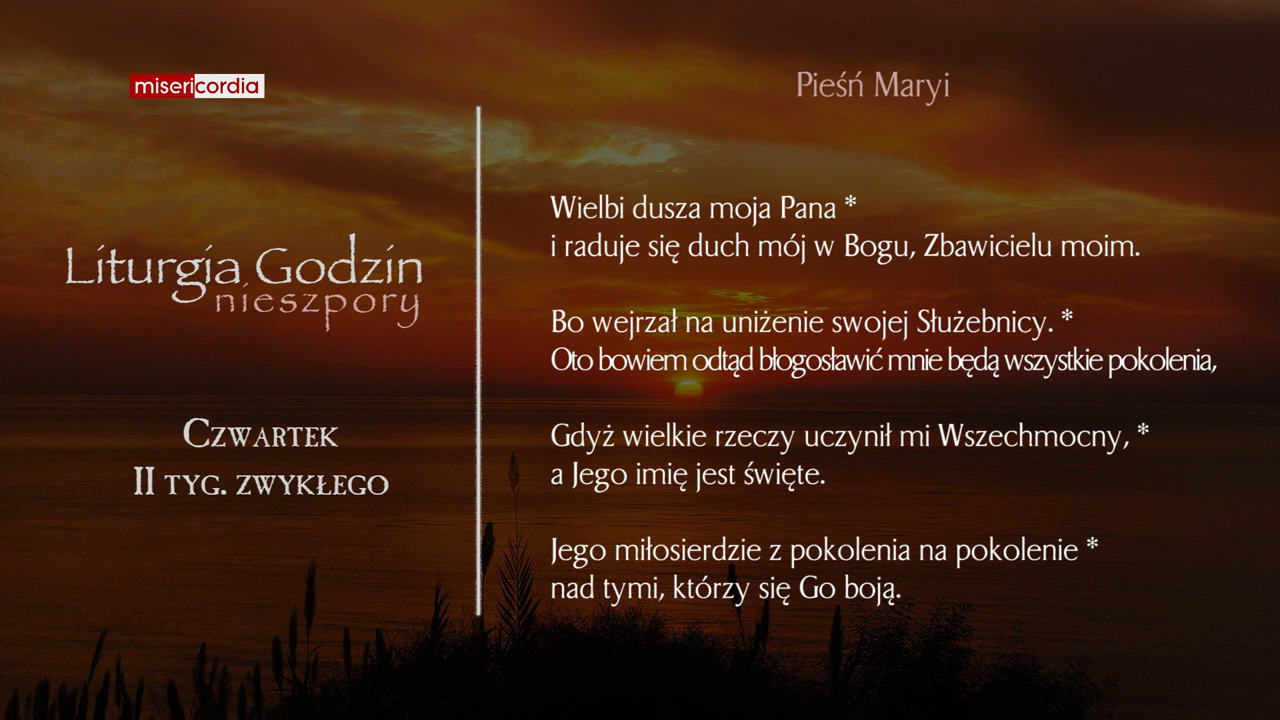 misericordia
Liturgia Godzin
nieszpory
Czwartek
II tyg. zwykłego
Pieśń Maryi
Wielbi dusza moja Pana *
i raduje się duch mój w Bogu, Zbawicielu moim.
Bo wejrzał na uniżenie swojej Służebnicy. *
Oto bowiem odtąd błogosławić mnie będą wszystkie pokolenia,
Gdyż wielkie rzeczy uczynił mi Wszechmocny, *
a Jego imię jest święte.
Jego miłosierdzie z pokolenia na pokolenie *
nad tymi, którzy się Go boją.